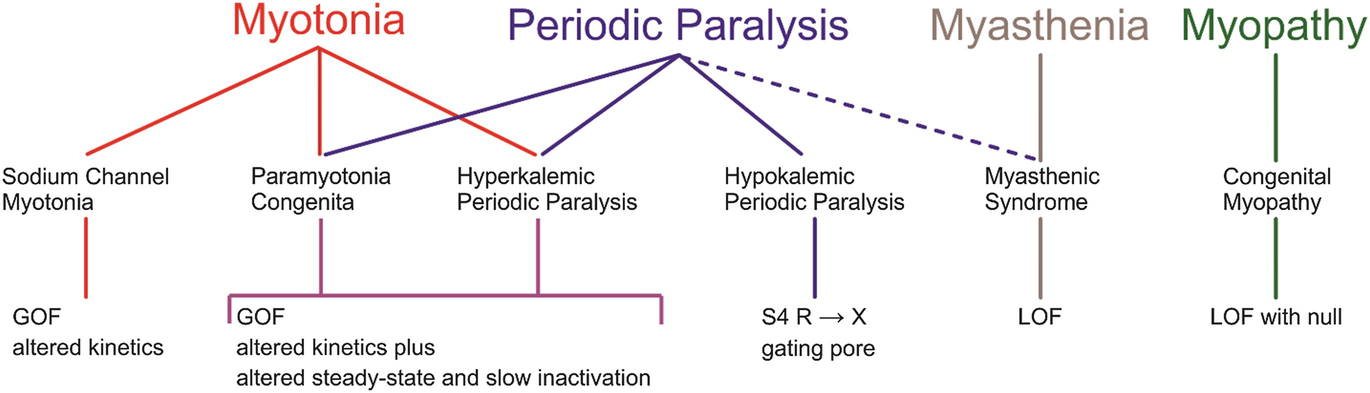 Myotonia
Periodic Paralysis
Myasthenia
Myopathy
Sodium Channel
Myotonia
Paramyotonia
Congenita
Hyperkalemic
Periodic Paralysis
Hypokalemic
Periodic Paralysis
Myasthenic
Syndrome
Congenital
Myopathy
GOF
altered kinetics
GOF
altered kinetics plus
altered steady-state and slow inactivation
S4 R → X
gating pore
LOF
LOF with null